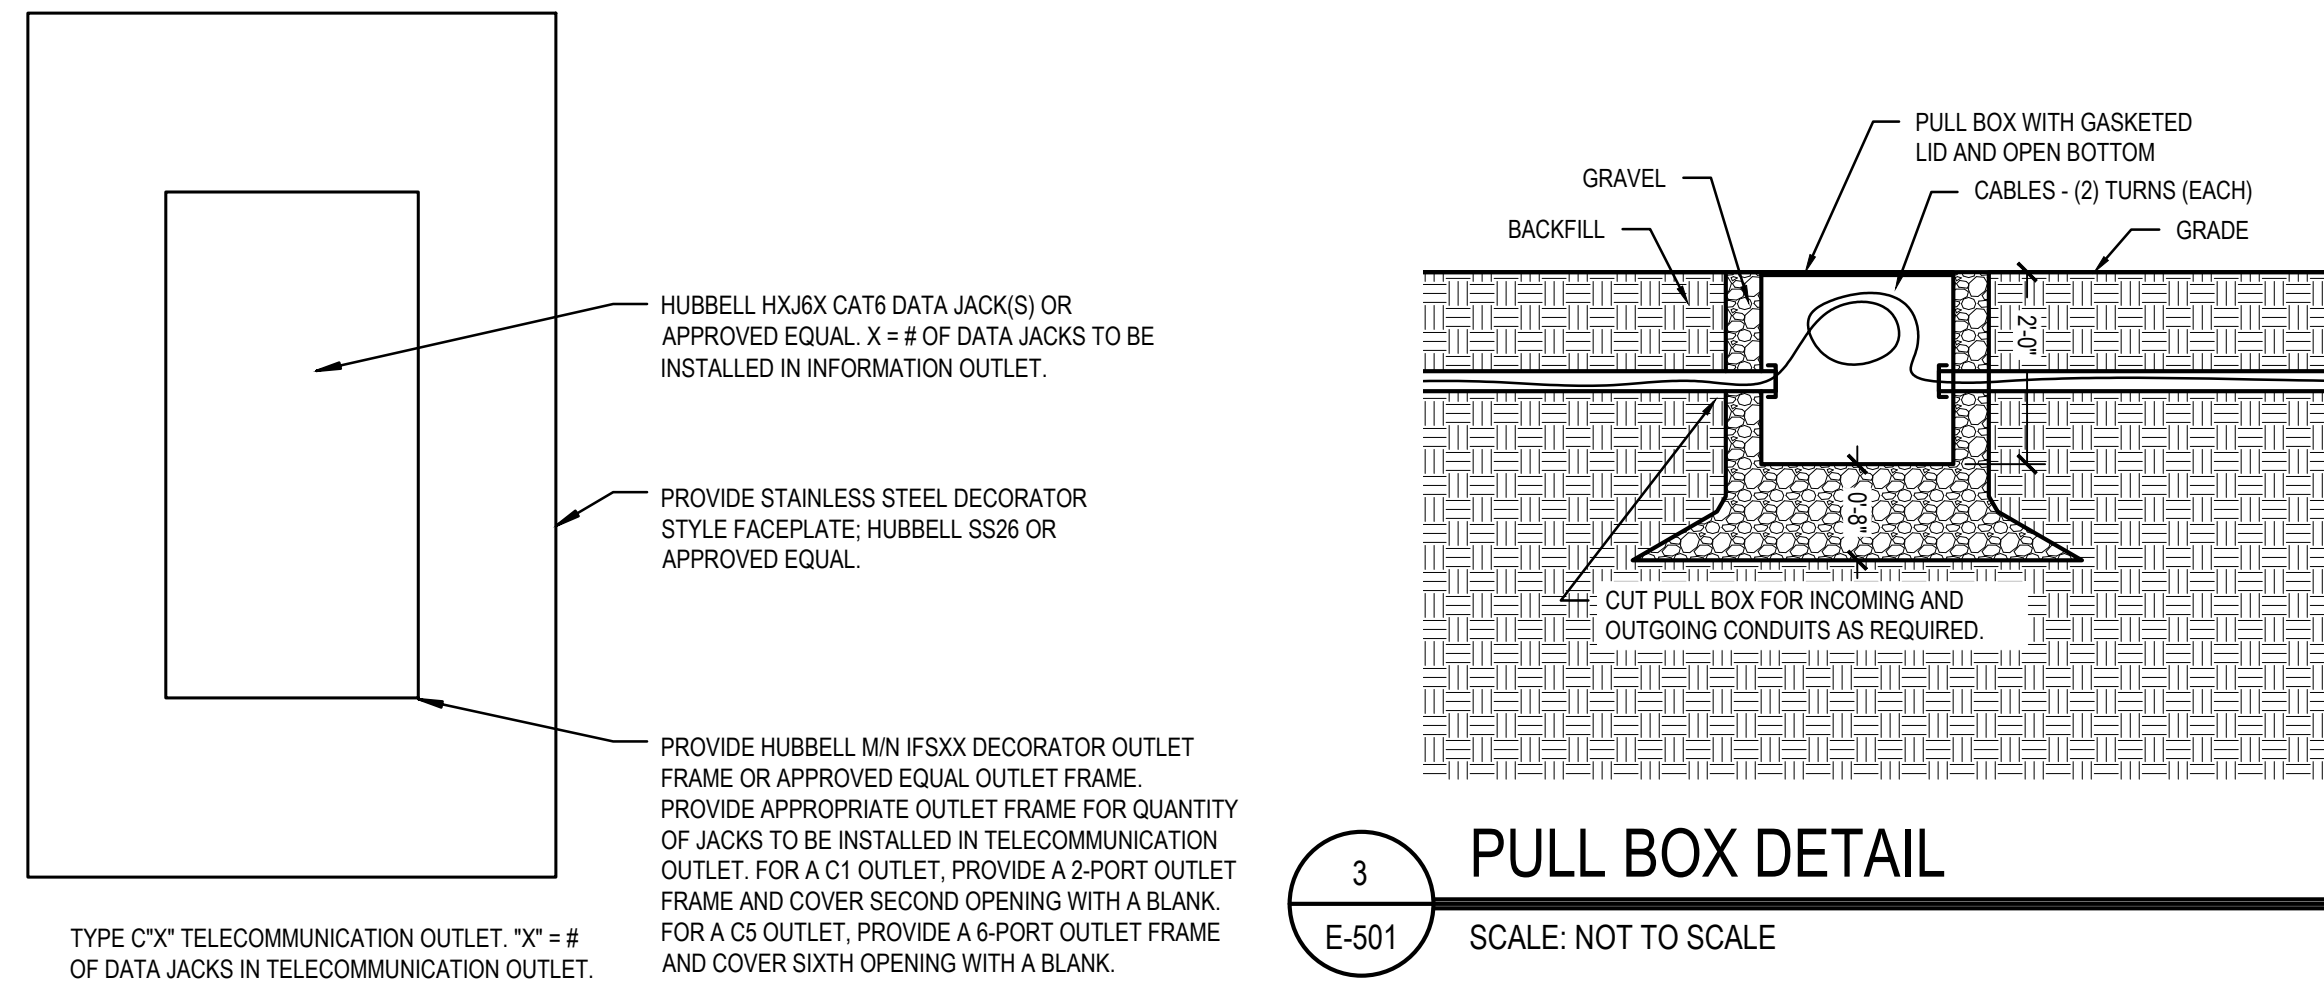 HUBBELL HXJ6X CAT6 DATA JACK(S) OR
APPROVED EQUAL. X = # OF DATA JACKS TO BE
INSTALLED IN INFORMATION OUTLET.
PROVIDE STAINLESS STEEL DECORATOR
STYLE FACEPLATE; HUBBELL SS26 OR
APPROVED EQUAL.
PROVIDE HUBBELL M/N IFSXX DECORATOR OUTLET
FRAME OR APPROVED EQUAL OUTLET FRAME.
PROVIDE APPROPRIATE OUTLET FRAME FOR QUANTITY
OF JACKS TO BE INSTALLED IN TELECOMMUNICATION
OUTLET. FOR A C1 OUTLET, PROVIDE A 2-PORT OUTLET
FRAME AND COVER SECOND OPENING WITH A BLANK.
FOR A C5 OUTLET, PROVIDE A 6-PORT OUTLET FRAME
AND COVER SIXTH OPENING WITH A BLANK.
TYPE C"X" TELECOMMUNICATION OUTLET. "X" = #
OF DATA JACKS IN TELECOMMUNICATION OUTLET.
PULL BOX WITH GASKETED
LID AND OPEN BOTTOM
GRAVEL
CABLES - (2) TURNS (EACH)
BACKFILL
GRADE
2'-0"
0'-8"
CUT PULL BOX FOR INCOMING AND
OUTGOING CONDUITS AS REQUIRED.
3
E-501
PULL BOX DETAIL
SCALE: NOT TO SCALE